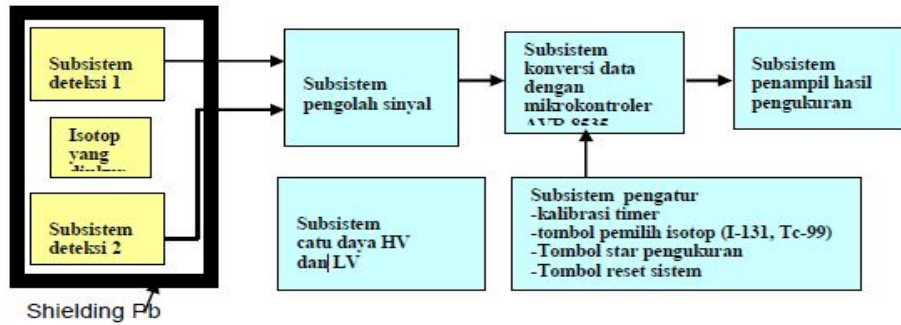 Subsistem
deteksi 1
Isotop
yang
Subsistem
deteksi 2
Shielding Pb
Subsistem
pengolah sinyal
Subsistem
catu daya HV
dan LV
Subsistem
konversi data
dengan
mikrokontroler
AVR 8535
Subsistem pengatur
-kalibrasi timer
-tombol pemilih isotop (I-131, Tc-99)
-Tombol star pengukuran
-Tombol reset sistem
Subsistem
penampil hasil
pengukuran